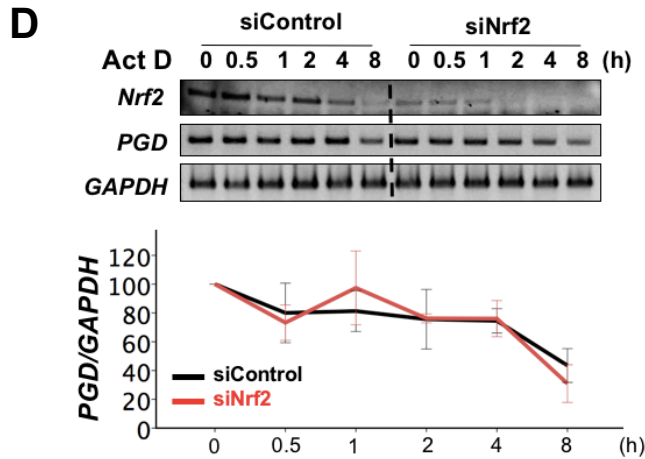 D
siControl siNrf2
Act D 0 0.5 1 2 4 8 0 0.5 1 2 4 8 (h)
Nrf2
PGD
GAPDH
PGD/GAPDH
120
100
80
60
40
20
0
siControl
siNrf2
0 0.5 1 2 4 8 (h)